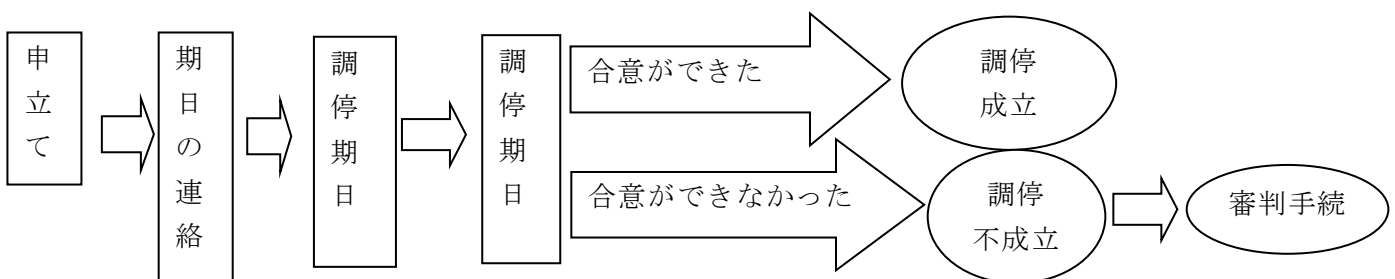 申立て
期日の連絡
調停期日
調停期日
合意ができた
調停
成立
合意ができなかった
調停
不成立
審判手続